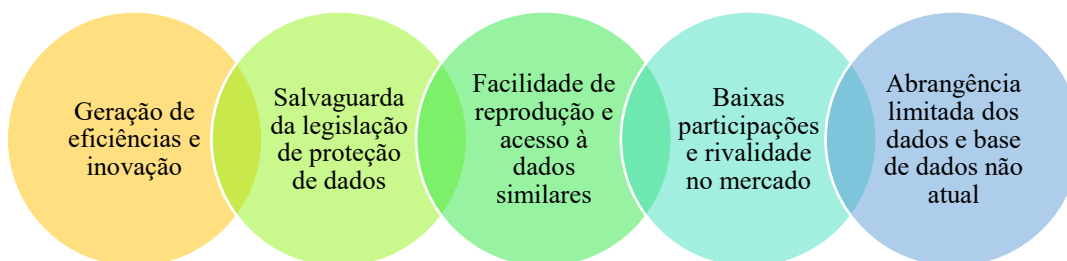 Geração de
eficiências e
inovação
Salvaguarda
da legislação
de proteção
de dados
Facilidade de
reprodução e
acesso à
dados
similares
Baixas
participações
e rivalidade
no mercado
Abrangência
limitada dos
dados e base
de dados não
atual